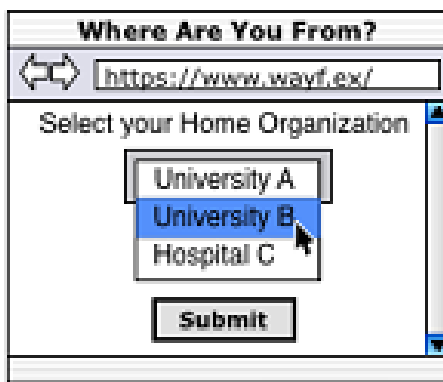 Where Are You From?
https://www.wayf.ex/
Select your Home Organization
University A
University B
Hospital C
Submit